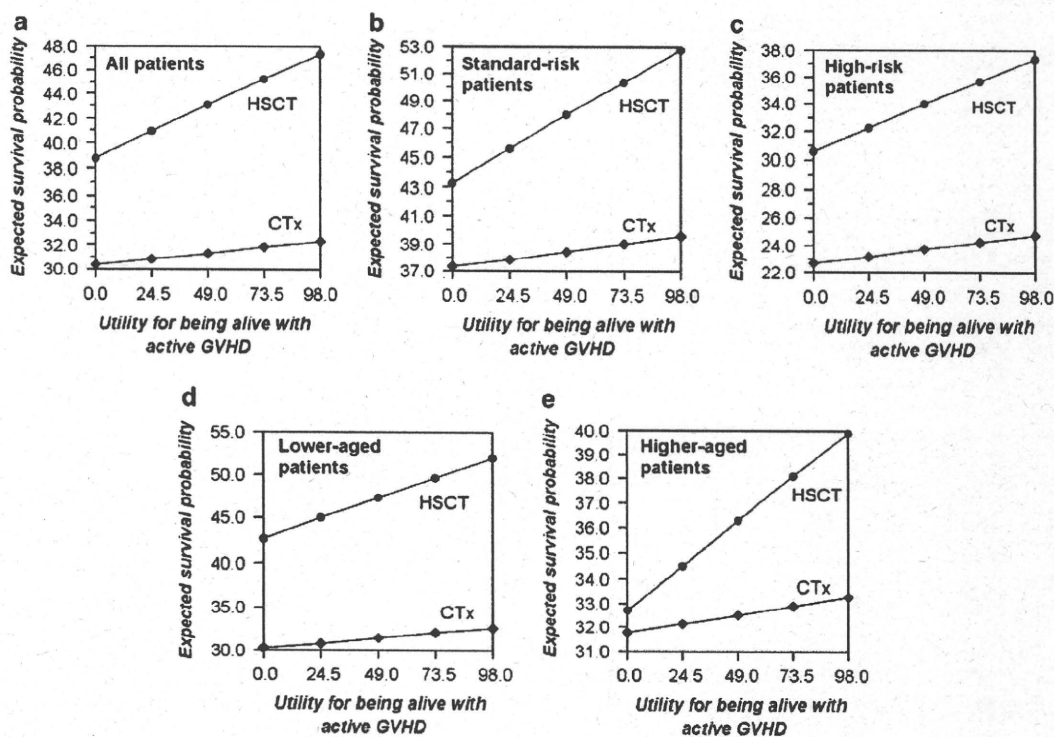 a
Expected survival probability
48.0
46.0
43.0
42.0
40.0
38.0
36.0
34.0
32.0
30.0
All patients
HSCT
CTx
0.0 24.5 49.0 73.5 98.0
Utility for being alive with
active GVHD
b
Expected survival probability
53.0
51.0
49.0
47.0
45.0
43.0
41.0
39.0
37.0
Standard-risk
patients
HSCT
CTx
0.0 24.5 49.0 73.5 98.0
Utility for being alive with
active GVHD
c
Expected survival probability
38.0
36.0
34.0
32.0
30.0
28.0
26.0
24.0
22.0
High-risk
patients
HSCT
CTx
0.0 24.5 49.0 73.5 98.0
Utility for being alive with
active GVHD
d
Expected survival probability
55.0
50.0
45.0
40.0
35.0
30.0
Lower-aged
patients
HSCT
CTx
0.0 24.5 49.0 73.5 98.0
Utility for being alive with
active GVHD
e
Expected survival probability
40.0
39.0
38.0
37.0
36.0
35.0
34.0
33.0
32.0
31.0
Higher-aged
patients
HSCT
CTx
0.0 24.5 49.0 73.5 98.0
Utility for being alive with
active GVHD